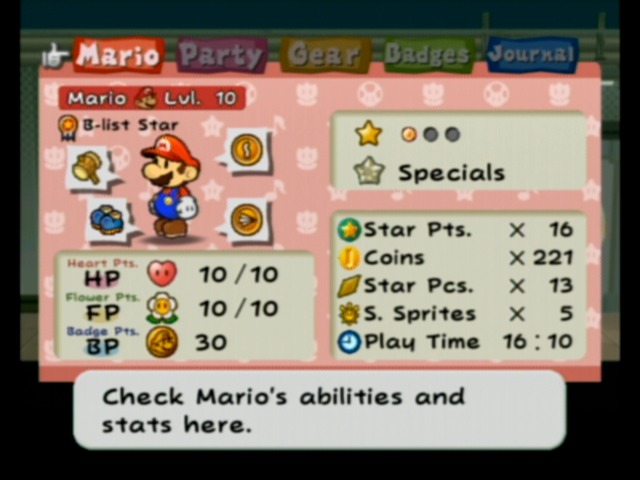 Mario Party Gear Badges Journal
Mario Lvl. 10
B-list Star
Specials
Heart Pts.
HP 10/10
Flower Pts.
FP 10/10
Badge Pts.
BP 30
Star Pts. × 16
Coins × 221
Star Pcs. × 13
S. Sprites × 5
Play Time 16:10
Check Mario's abilities and
stats here.